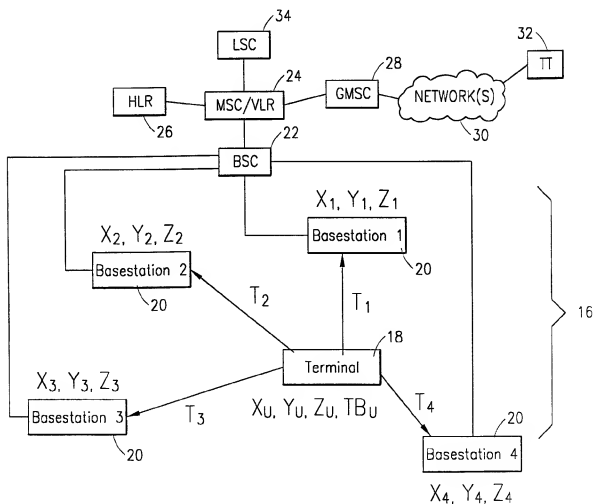 34
LSC
32
TT
24
28
HLR
MSC/VLR
GMSC
NETWORK(S)
26
22
30
BSC
X1, Y1, Z1
Basestation 1
20
X2, Y2, Z2
Basestation 2
20
T2
T1
16
18
Terminal
X3, Y3, Z3
Basestation 3
20
T3
XU, YU, ZU, TBU
T4
20
Basestation 4
X4, Y4, Z4